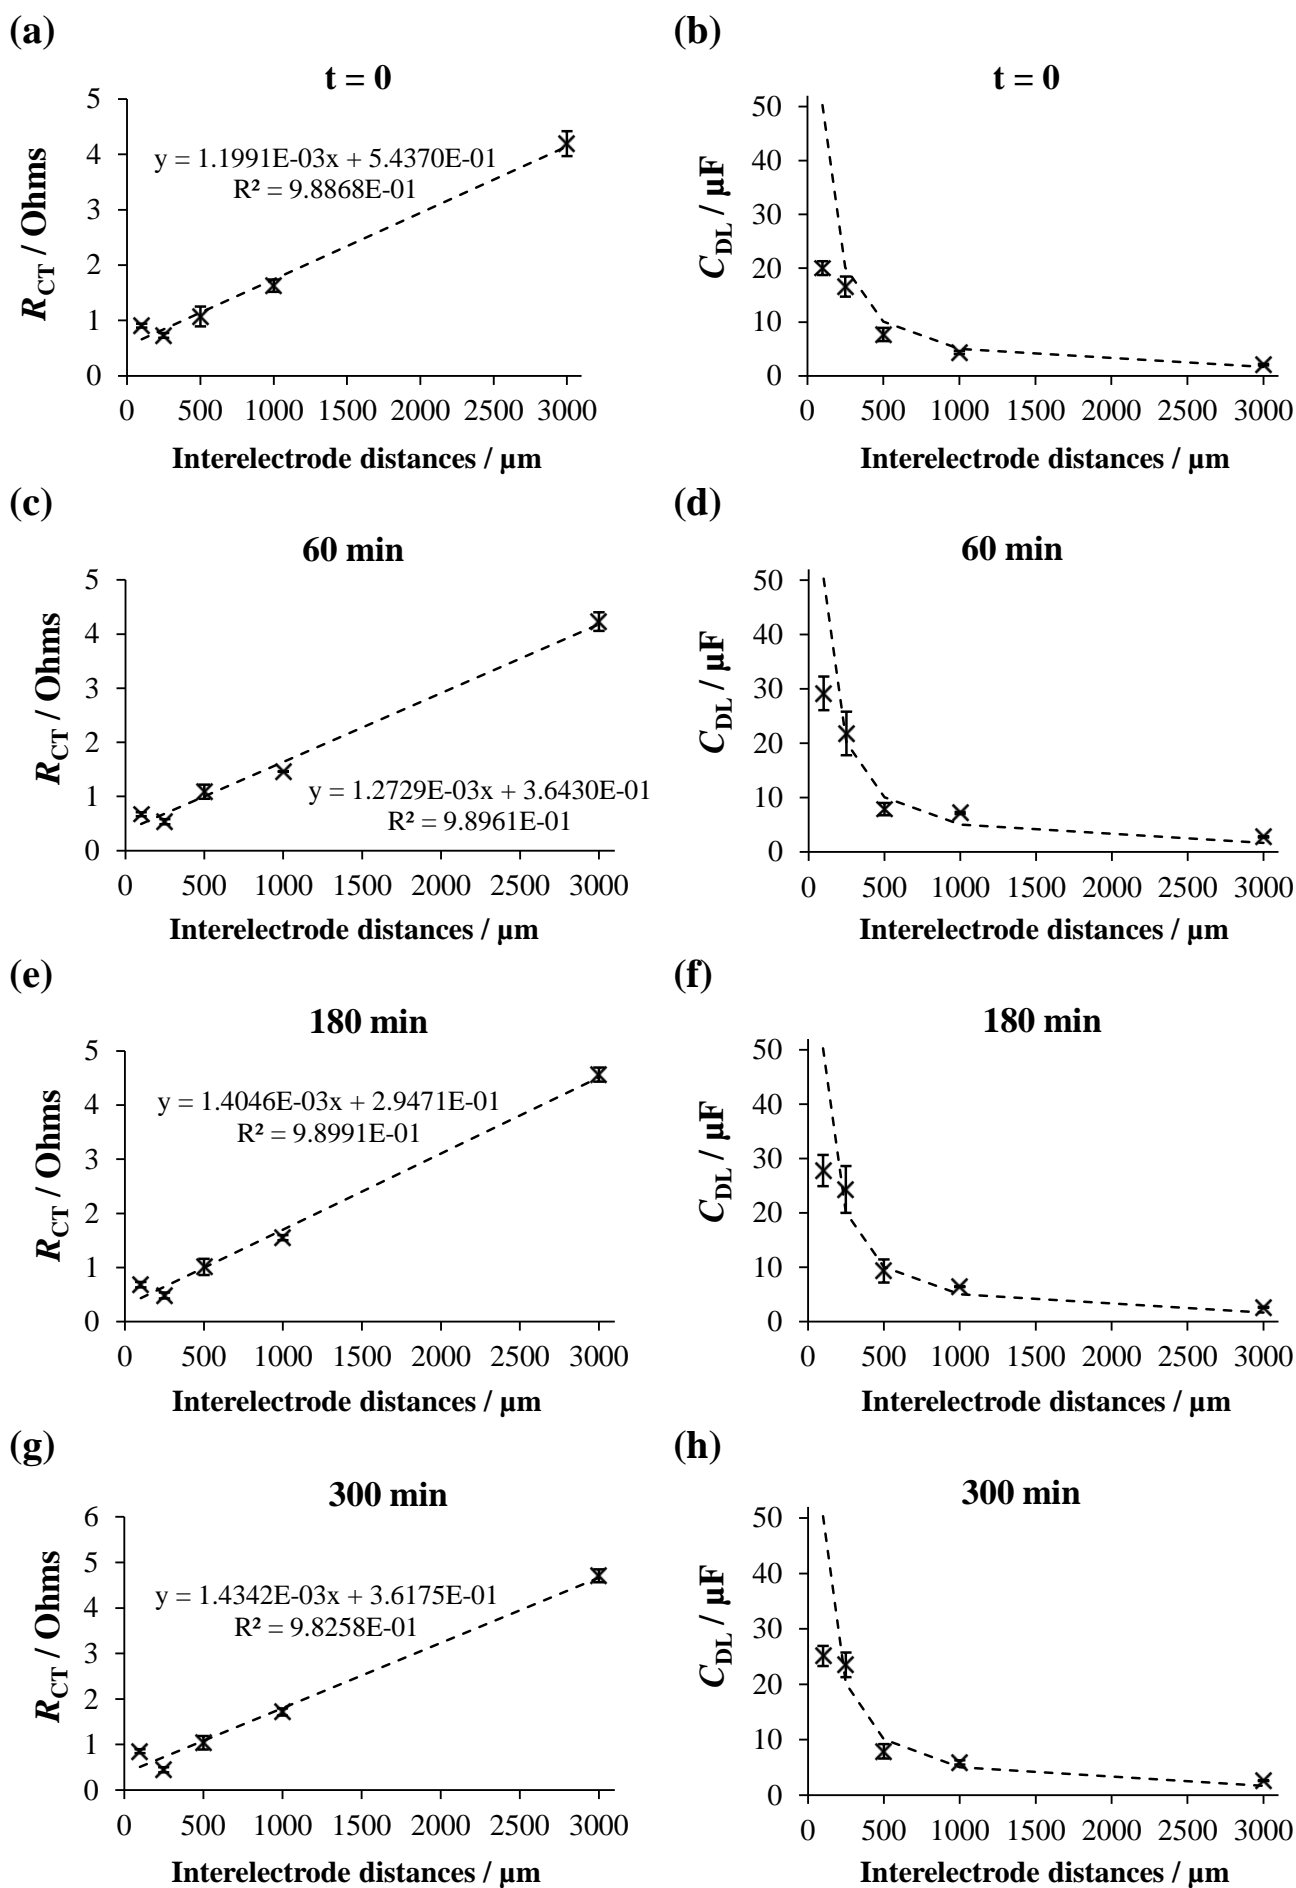 (a)
t = 0
5
4
3
2
1
0
R_CT / Ohms
y = 1.1991E-03x + 5.4370E-01
R² = 9.8868E-01
0 500 1000 1500 2000 2500 3000
Interelectrode distances / µm
(b)
t = 0
50
40
30
20
10
0
C_DL / µF
0 500 1000 1500 2000 2500 3000
Interelectrode distances / µm
(c)
60 min
5
4
3
2
1
0
R_CT / Ohms
y = 1.2729E-03x + 3.6430E-01
R² = 9.8961E-01
0 500 1000 1500 2000 2500 3000
Interelectrode distances / µm
(d)
60 min
50
40
30
20
10
0
C_DL / µF
0 500 1000 1500 2000 2500 3000
Interelectrode distances / µm
(e)
180 min
5
4
3
2
1
0
R_CT / Ohms
y = 1.4046E-03x + 2.9471E-01
R² = 9.8991E-01
0 500 1000 1500 2000 2500 3000
Interelectrode distances / µm
(f)
180 min
50
40
30
20
10
0
C_DL / µF
0 500 1000 1500 2000 2500 3000
Interelectrode distances / µm
(g)
300 min
6
5
4
3
2
1
0
R_CT / Ohms
y = 1.4342E-03x + 3.6175E-01
R² = 9.8258E-01
0 500 1000 1500 2000 2500 3000
Interelectrode distances / µm
(h)
300 min
50
40
30
20
10
0
C_DL / µF
0 500 1000 1500 2000 2500 3000
Interelectrode distances / µm